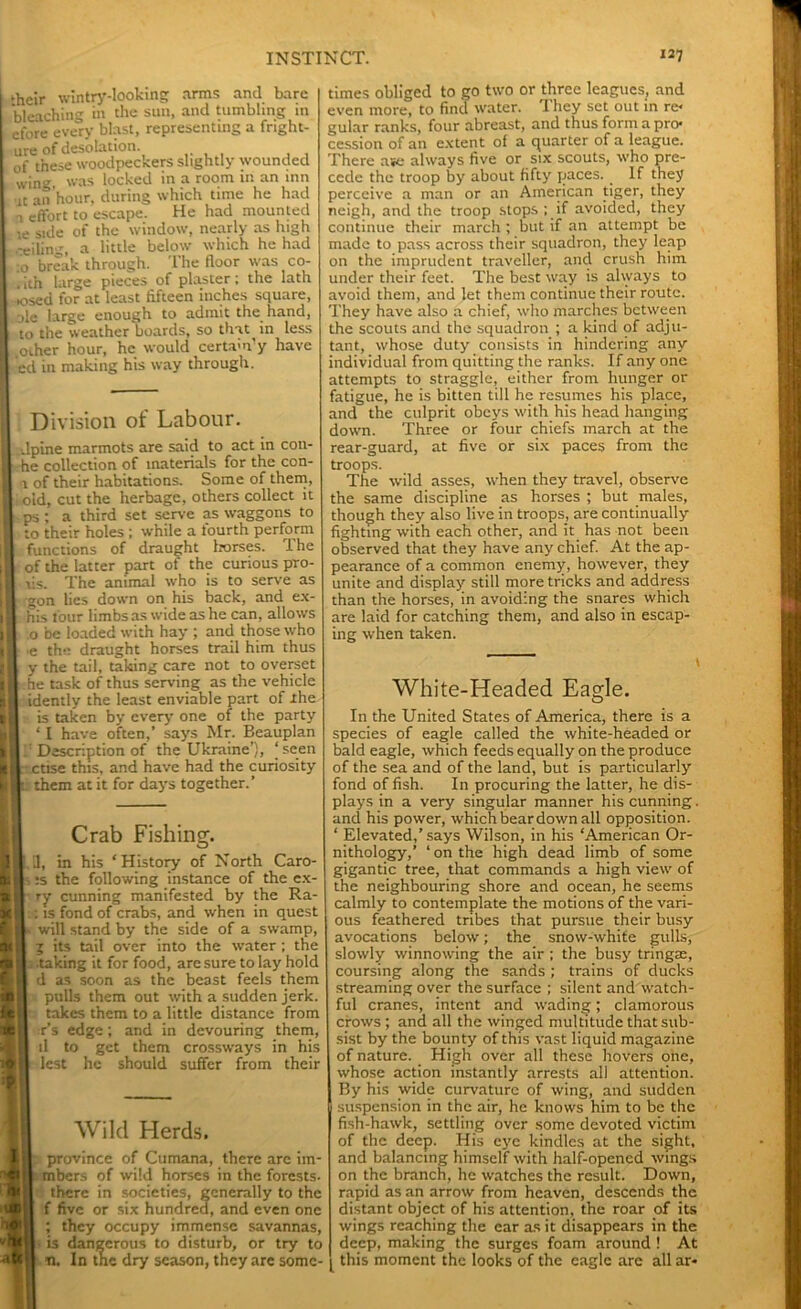 INSTINCT.
127
their wintry-looking arms and bare
bleaching in the sun, and tumbling in
efore every blast, representing a fright-
ure of desolation.
of these woodpeckers slightly wounded
wing, was locked in a room in an inn
ut an hour, during which time he had
effort to escape. He had mounted
e side of the window, nearly as high
eiling, a little below which he had
o break through. The floor was co-
ith large pieces of plaster; the lath
osed for at least fifteen inches square,
ole large enough to admit the hand,
to the weather boards, so that in less
other hour, he would certain'y have
ed in making his way through.
Division of Labour.
lpine marmots are said to act in con-
he collection of materials for the con-
of their habitations. Some of them,
old, cut the herbage, others collect it
ps; a third set serve as waggons to
to their holes; while a fourth perform
functions of draught horses. The
of the latter part of the curious pro-
is. The animal who is to serve as
gon lies down on his back, and ex-
his four limbs as wide as he can, allows
o be loaded with hay; and those who
e the draught horses trail him thus
y the tail, taking care not to overset
he task of thus serving as the vehicle
idently the least enviable part of the
is taken by every one of the party
‘I have often,’ says Mr. Beauplan
Description of the Ukraine’), ‘seen
ctise this, and have had the curiosity
them at it for days together.’
Crab Fishing.
l, in his ‘History of North Caro-
es the following instance of the ex-
ry cunning manifested by the Ra-
: is fond of crabs, and when in quest
will stand by the side of a swamp,
g its tail over into the water; the
taking it for food, are sure to lay hold
d as soon as the beast feels them
pulls them out with a sudden jerk.
takes them to a little distance from
r's edge; and in devouring them,
il to get them crossways in his
lest he should suffer from their
Wild Herds.
province of Cumana, there are im-
mbers of wild horses in the forests.
there in societies, generally to the
f five or six hundred, and even one
; they occupy immense savannas,
is dangerous to disturb, or try to
n. In the dry season, they are some-
times obliged to go two or three leagues, and
even more, to find water. They set out in re-
gular ranks, four abreast, and thus form a pro-
cession of an extent of a quarter of a league.
There are always five or six scouts, who pre-
cede the troop by about fifty paces. If they
perceive a man or an American tiger, they
neigh, and the troop stops; if avoided, they
continue their march; but if an attempt be
made to pass across their squadron, they leap
on the imprudent traveller, and crush him
under their feet. The best way is always to
avoid them, and let them continue their route.
They have also a chief, who marches between
the scouts and the squadron; a kind of adju-
tant, whose duty consists in hindering any
individual from quitting the ranks. If any one
attempts to straggle, either from hunger or
fatigue, he is bitten till he resumes his place,
and the culprit obeys with his head hanging
down. Three or four chiefs march at the
rear-guard, at five or six paces from the
troops.
The wild asses, when they travel, observe
the same discipline as horses; but males,
though they also live in troops, are continually
fighting with each other, and it has not been
observed that they have any chief. At the ap-
pearance of a common enemy, however, they
unite and display still more tricks and address
than the horses, in avoiding the snares which
are laid for catching them, and also in escap-
ing when taken.
White-Headed Eagle.
In the United States of America, there is a
species of eagle called the white-headed or
bald eagle, which feeds equally on the produce
of the sea and of the land, but is particularly
fond of fish. In procuring the latter, he dis-
plays in a very singular manner his cunning.
and his power, which bear down all opposition.
‘Elevated,’ says Wilson, in his ‘American Or-
nithology,’ ‘on the high dead limb of some
gigantic tree, that commands a high view of
the neighbouring shore and ocean, he seems
calmly to contemplate the motions of the vari-
ous feathered tribes that pursue their busy
avocations below; the snow-white gulls,
slowly winnowing the air; the busy tringæ,
coursing along the sands; trains of ducks
streaming over the surface; silent and watch-
ful cranes, intent and wading; clamorous
crows; and all the winged multitude that sub-
sist by the bounty of this vast liquid magazine
of nature. High over all these hovers one,
whose action instantly arrests all attention.
By his wide curvature of wing, and sudden
suspension in the air, he knows him to be the
fish-hawk, settling over some devoted victim
of the deep. His eye kindles at the sight,
and balancing himself with half-opened wings
on the branch, he watches the result. Down,
rapid as an arrow from heaven, descends the
distant object of his attention, the roar of its
wings reaching the ear as it disappears in the
deep, making the surges foam around! At
this moment the looks of the eagle are all ar-